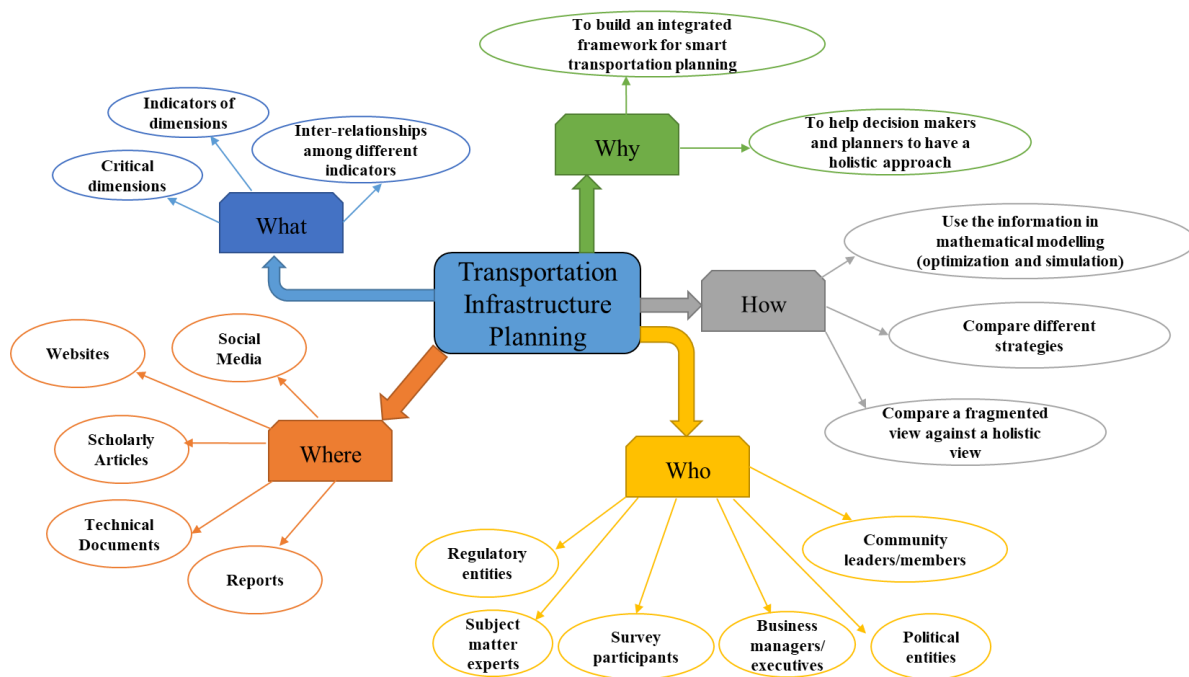 To build an integrated
framework for smart
transportation planning
Indicators of
dimensions
Inter-relationships
among different
indicators
Critical
dimensions
What
Why
To help decision makers
and planners to have a
holistic approach
Transportation
Infrastructure
Planning
How
Use the information in
mathematical modelling
(optimization and simulation)
Compare different
strategies
Compare a fragmented
view against a holistic
view
Websites
Social
Media
Scholarly
Articles
Where
Technical
Documents
Reports
Who
Regulatory
entities
Subject
matter
experts
Survey
participants
Business
managers/
executives
Political
entities
Community
leaders/members